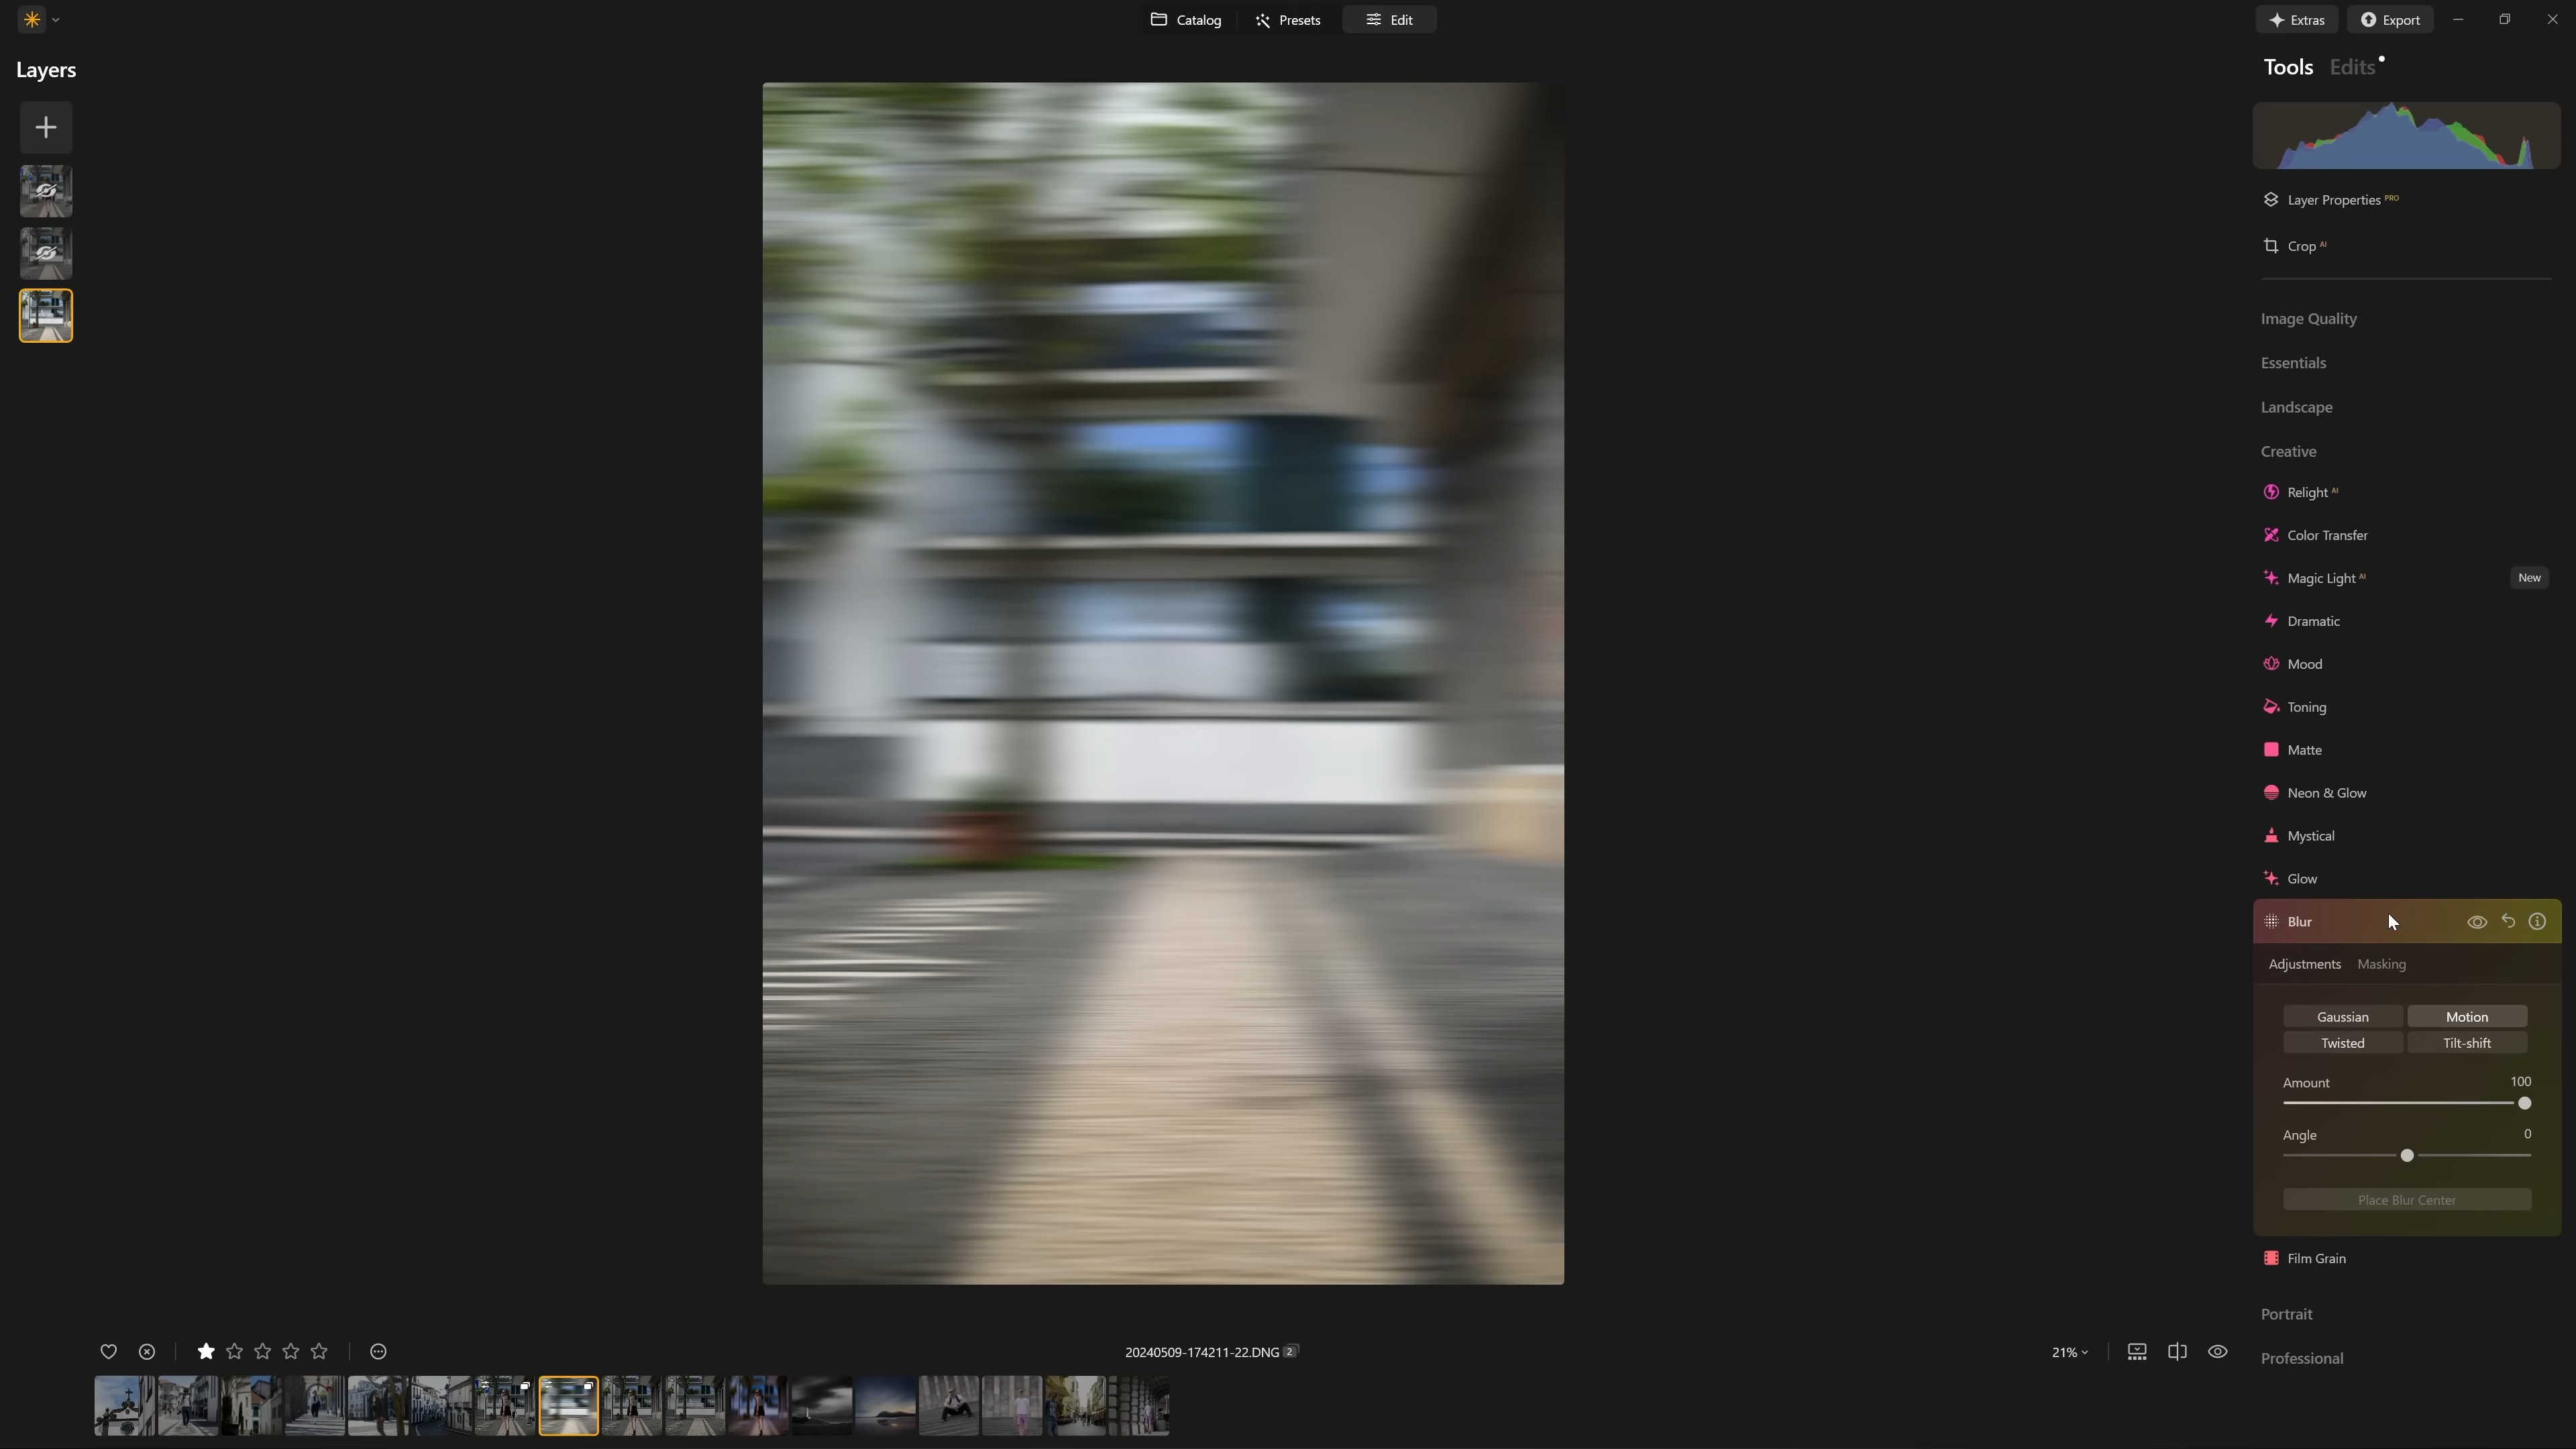 Catalog
Presets
Edit
Extras
Export
Layers
Tools Edits
Layer Properties PRO
Crop AI
Image Quality
Essentials
Landscape
Creative
Relight AI
Color Transfer
Magic Light AI New
Dramatic
Mood
Toning
Matte
Neon & Glow
Mystical
Glow
Blur
Adjustments Masking
Gaussian Motion
Twisted Tilt-shift
Amount 100
Angle 0
Place Blur Center
Film Grain
Portrait
Professional
20240509-174211-22.DNG 2
21%